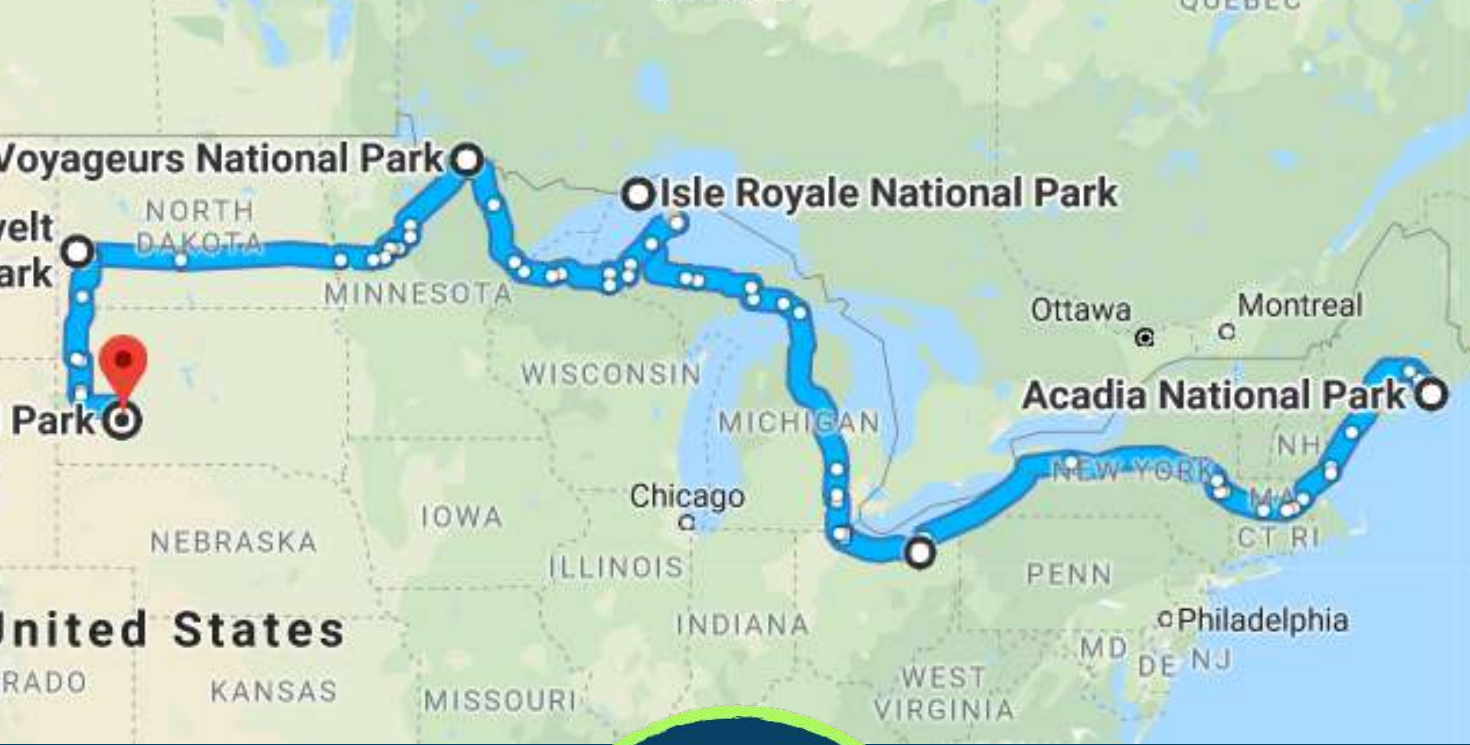 QUEBEC
Voyageurs National Park
Isle Royale National Park
NORTH
DAKOTA
velt
ark
MINNESOTA
Ottawa
Montreal
WISCONSIN
Acadia National Park
Park
MICHIGAN
NH
NEW YORK
Chicago
MA
IOWA
CT RI
NEBRASKA
ILLINOIS
PENN
United States
INDIANA
Philadelphia
MD
DE NJ
RADO
KANSAS
MISSOURI
WEST
VIRGINIA